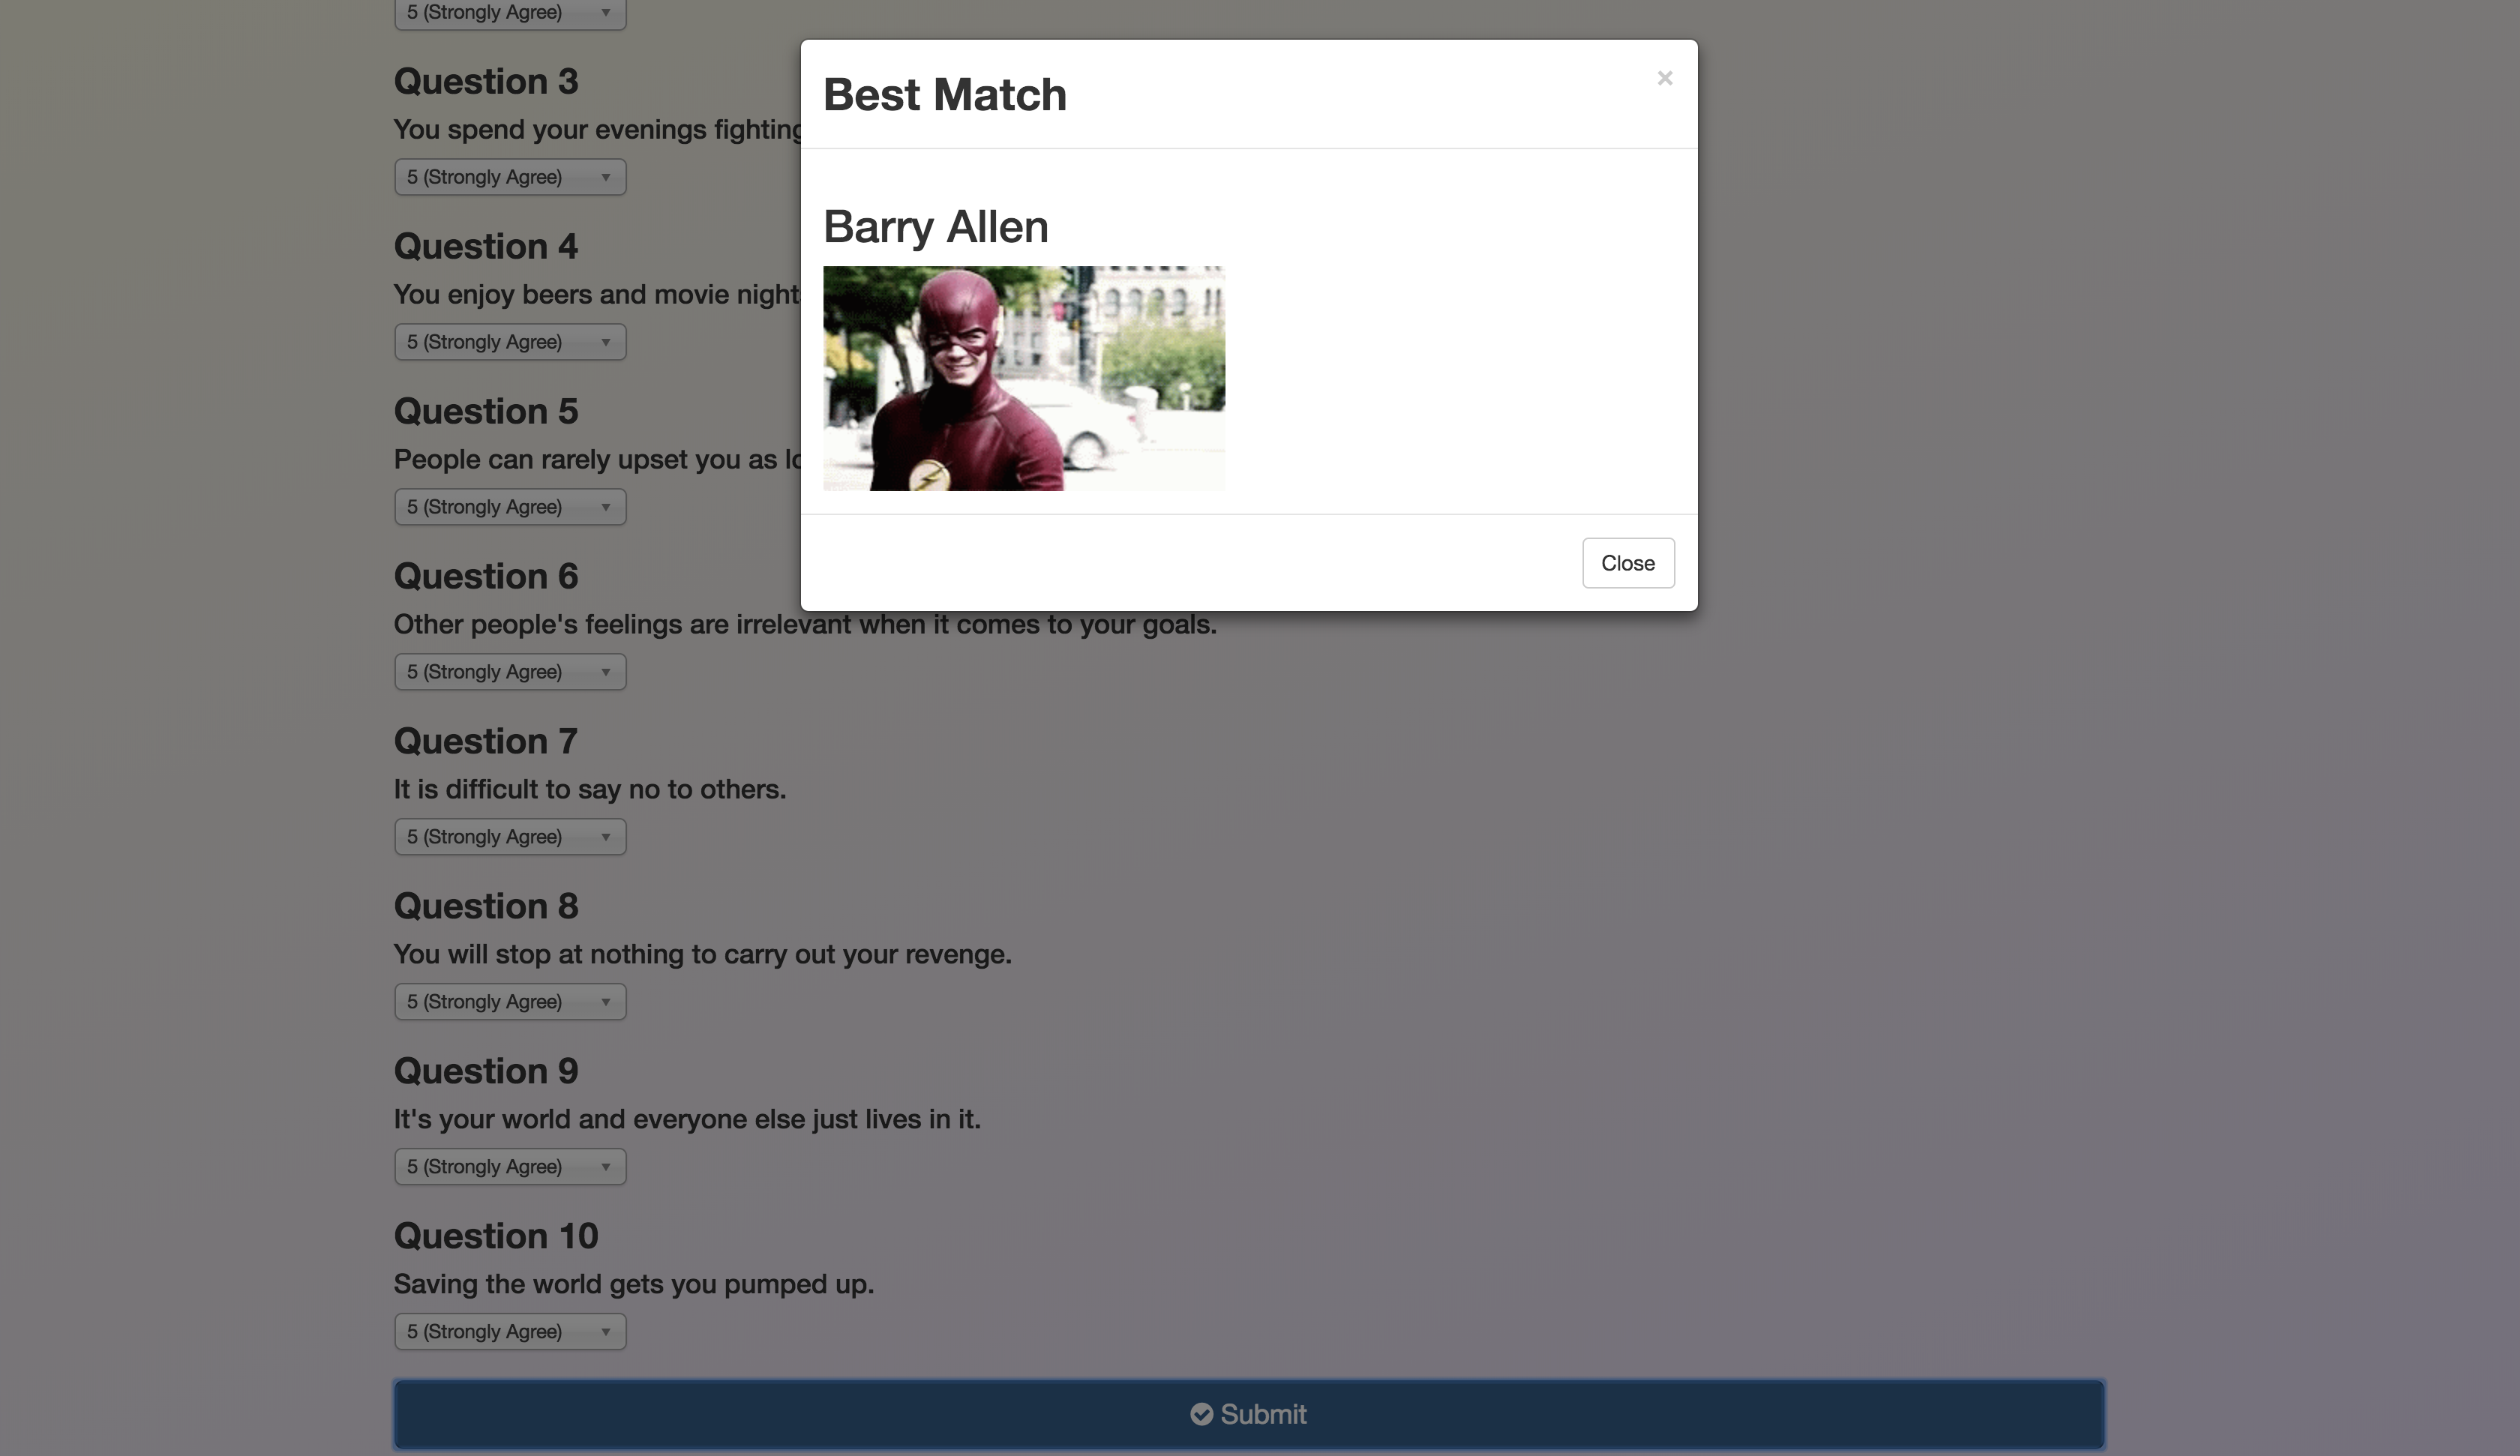 5 (Strongly Agree)
Question 3
You spend your evenings fighting
5 (Strongly Agree)
Question 4
You enjoy beers and movie night
5 (Strongly Agree)
Question 5
People can rarely upset you as
5 (Strongly Agree)
Question 6
Other people's feelings are irrelevant when it comes to your goals.
5 (Strongly Agree)
Question 7
It is difficult to say no to others.
5 (Strongly Agree)
Question 8
You will stop at nothing to carry out your revenge.
5 (Strongly Agree)
Question 9
It's your world and everyone else just lives in it.
5 (Strongly Agree)
Question 10
Saving the world gets you pumped up.
5 (Strongly Agree)
Submit
Best Match
×
Barry Allen
Close